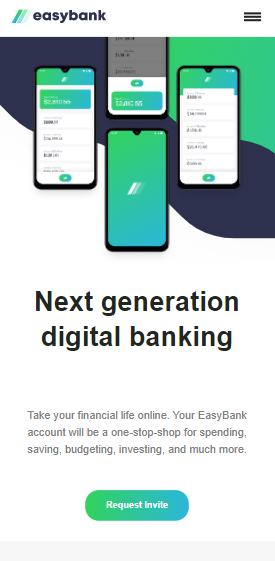 easybank
Next generation
digital banking
Take your financial life online. Your EasyBank
account will be a one-stop-shop for spending,
saving, budgeting, investing, and much more.
Request Invite